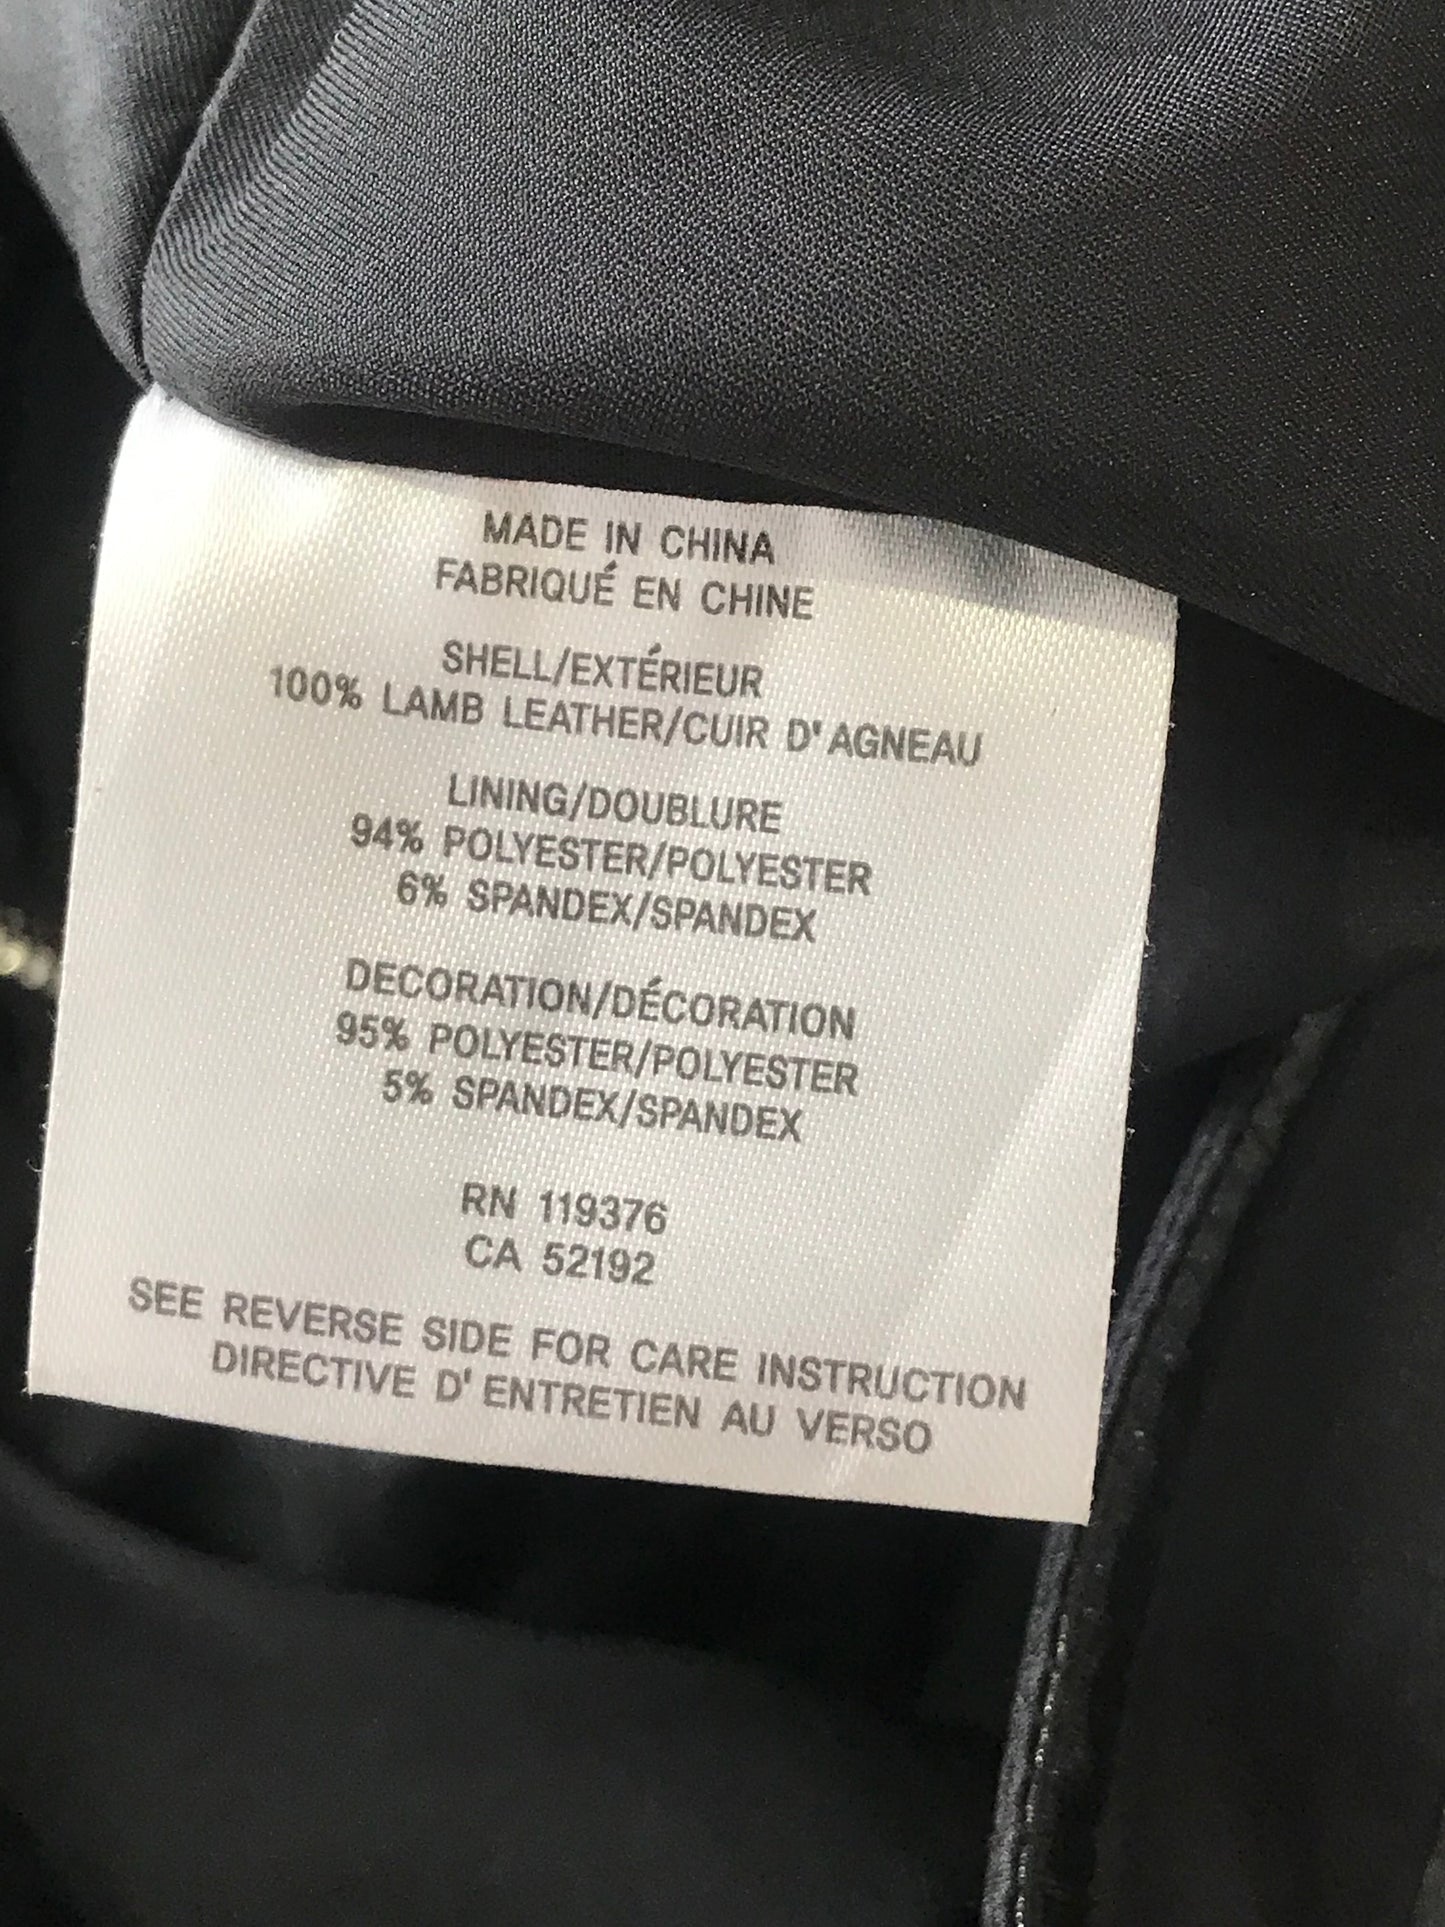 MADE IN CHINA
FABRIQUÉ EN CHINE
SHELL/EXTÉRIEUR
100% LAMB LEATHER/CUIR D'AGNEAU
LINING/DOUBLURE
94% POLYESTER/POLYESTER
6% SPANDEX/SPANDEX
DECORATION/DÉCORATION
95% POLYESTER/POLYESTER
5% SPANDEX/SPANDEX
RN 119376
CA 52192
SEE REVERSE SIDE FOR CARE INSTRUCTION
DIRECTIVE D'ENTRETIEN AU VERSO